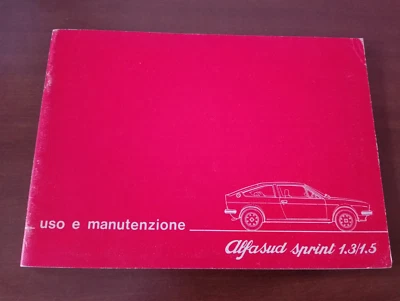 uso e manutenzione
Alfasud sprint 1.3/1.5